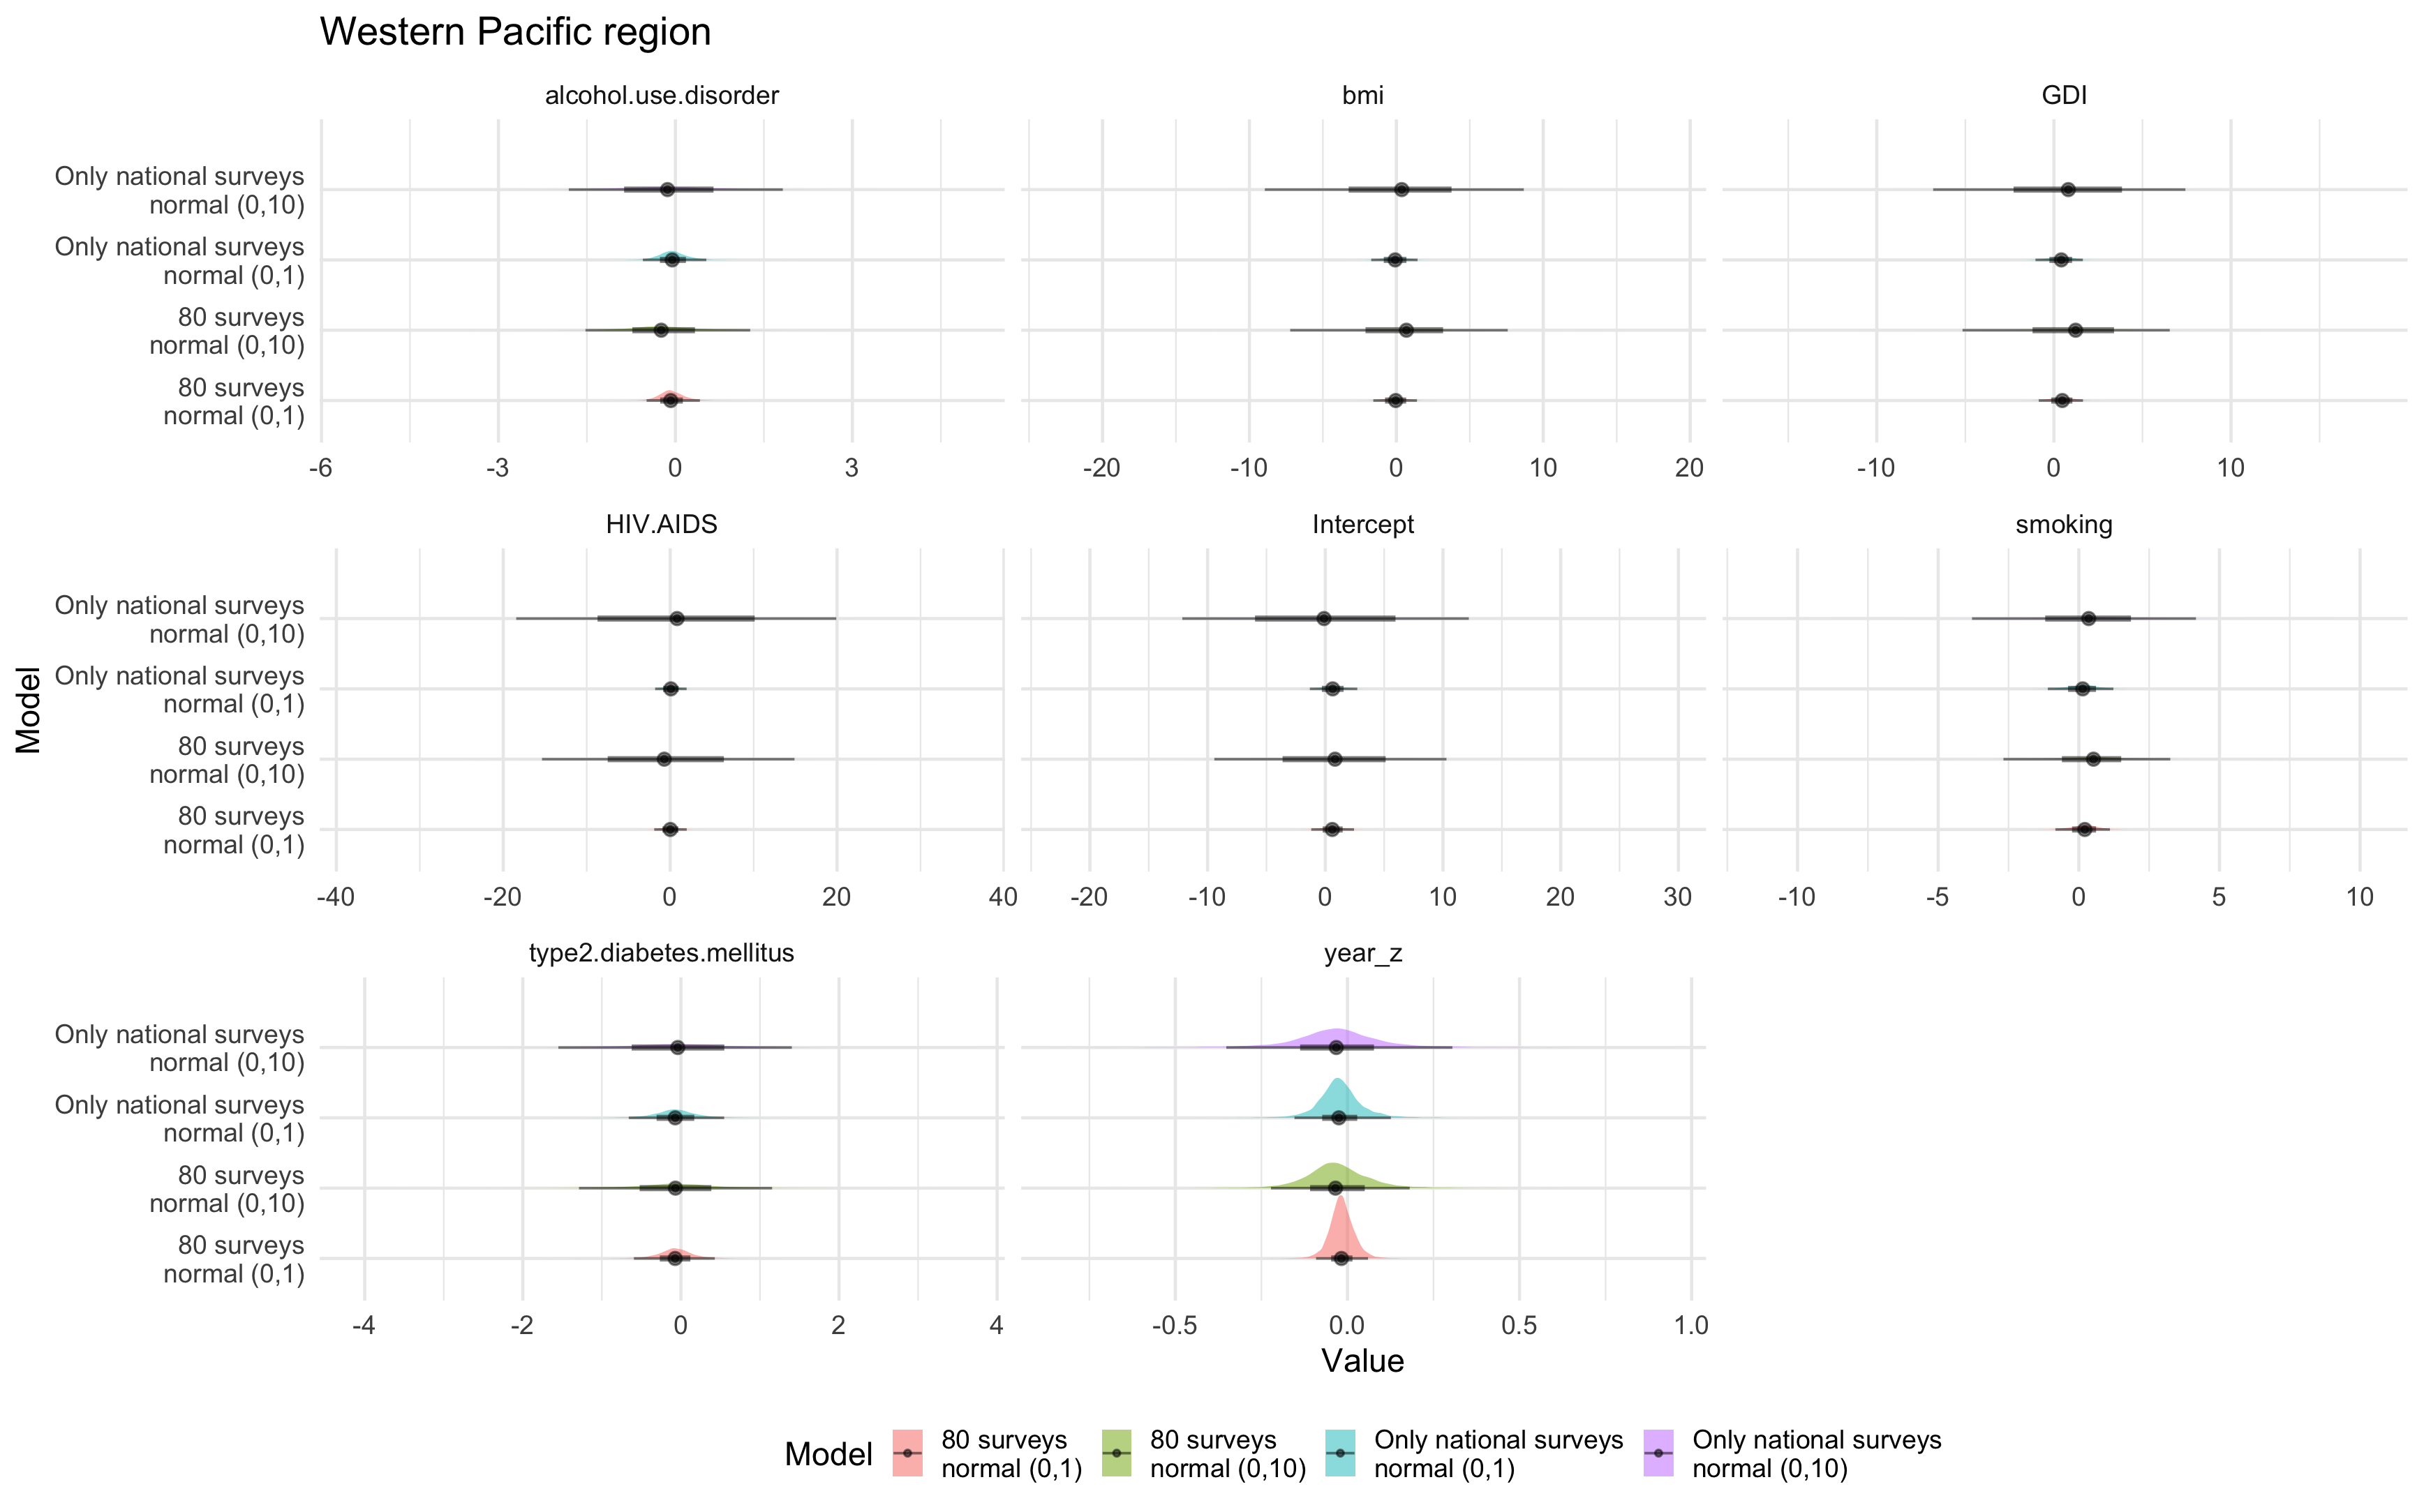 Western Pacific region
alcohol.use.disorder
bmi
GDI
Only national surveys
normal (0,10)
Only national surveys
normal (0,1)
80 surveys
normal (0,10)
80 surveys
normal (0,1)
-6 -3 0 3
-20 -10 0 10 20
-10 0 10
HIV.AIDS
Intercept
smoking
Model
Only national surveys
normal (0,10)
Only national surveys
normal (0,1)
80 surveys
normal (0,10)
80 surveys
normal (0,1)
-40 -20 0 20 40
-20 -10 0 10 20 30
-10 -5 0 5 10
type2.diabetes.mellitus
year_z
Only national surveys
normal (0,10)
Only national surveys
normal (0,1)
80 surveys
normal (0,10)
80 surveys
normal (0,1)
-4 -2 0 2 4
-0.5 0.0 0.5 1.0
Value
Model
80 surveys
normal (0,1)
80 surveys
normal (0,10)
Only national surveys
normal (0,1)
Only national surveys
normal (0,10)